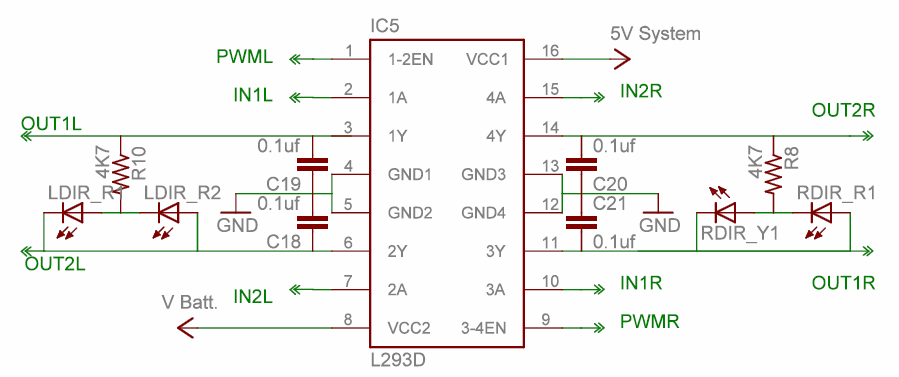 IC5
PWML 1 1-2EN VCC1 16 5V System
IN1L 2 1A 4A 15 IN2R
OUT1L 3 1Y 4Y 14 OUT2R
4K7 R10 0.1uf 4 GND1 GND3 13 0.1uf 4K7 R8
LDIR_R1 LDIR_R2 C19 C20 RDIR_R1
GND 0.1uf 5 GND2 GND4 12 C21 GND RDIR_Y1
OUT2L C18 6 2Y 3Y 11 0.1uf OUT1R
IN2L 7 2A 3A 10 IN1R
V Batt. 8 VCC2 3-4EN 9 PWMR
L293D